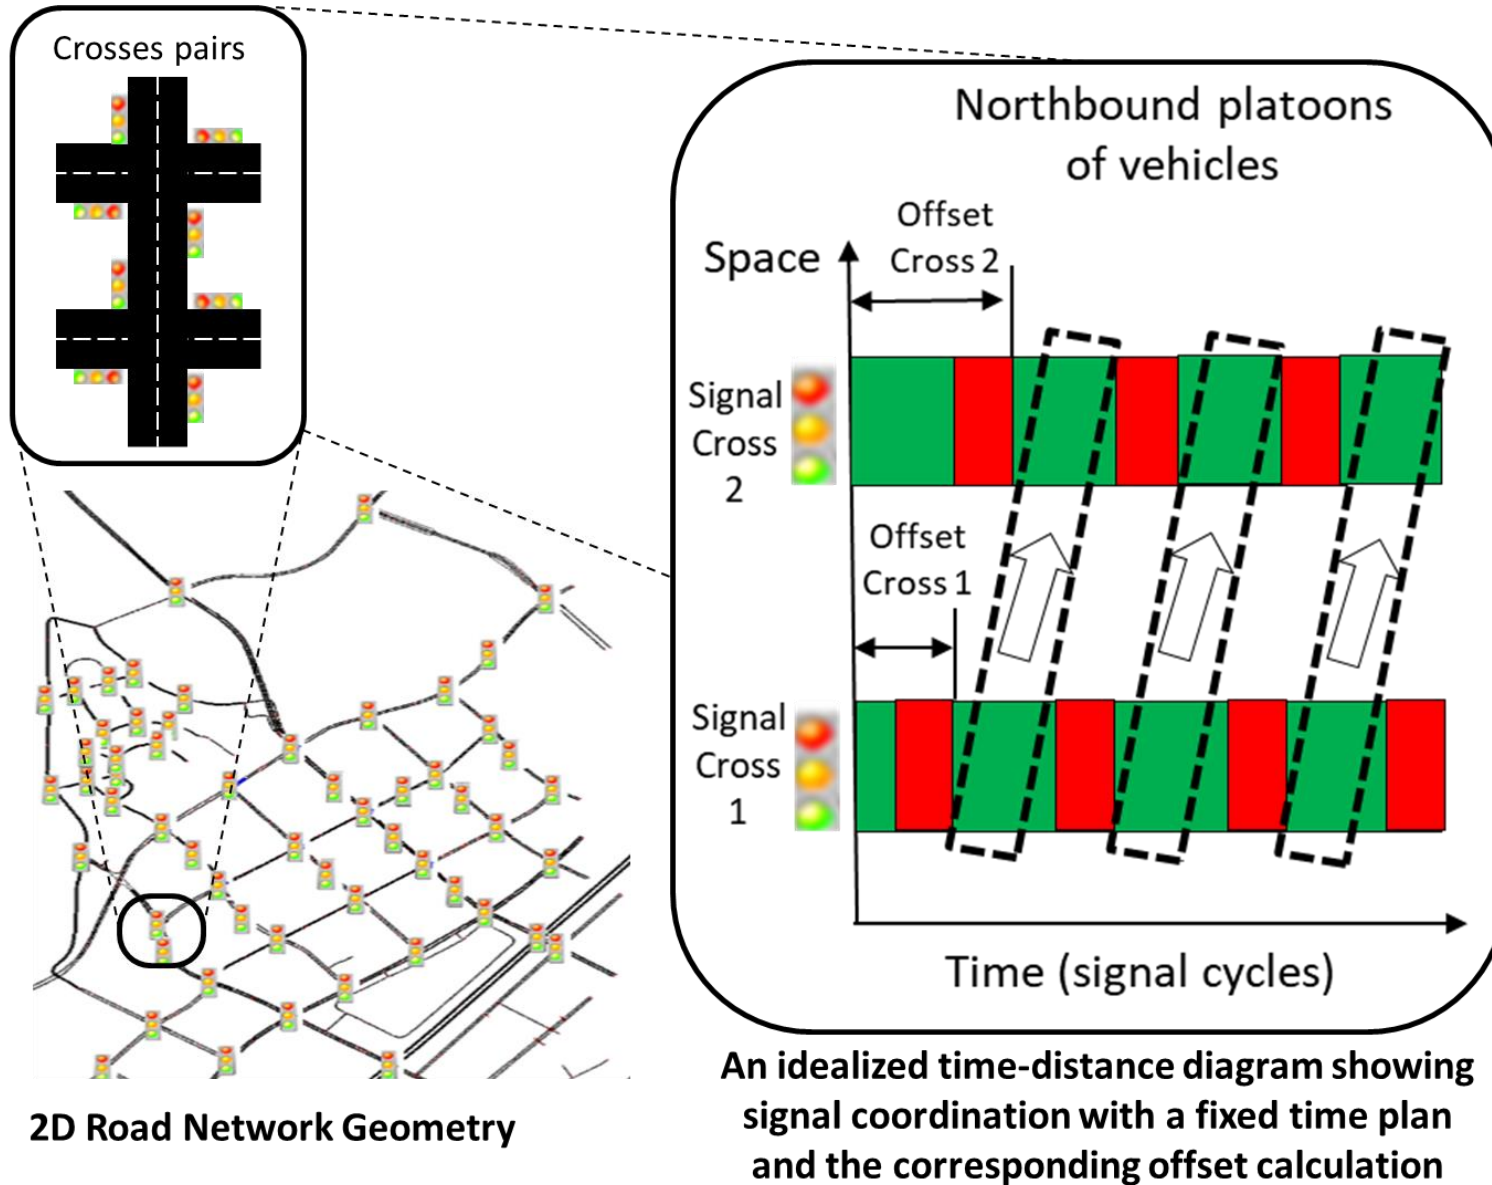 Crosses pairs
Northbound platoons
of vehicles
Offset
Cross 2
Space
Signal
Cross
2
Offset
Cross 1
Signal
Cross
1
Time (signal cycles)
2D Road Network Geometry
An idealized time-distance diagram showing
signal coordination with a fixed time plan
and the corresponding offset calculation